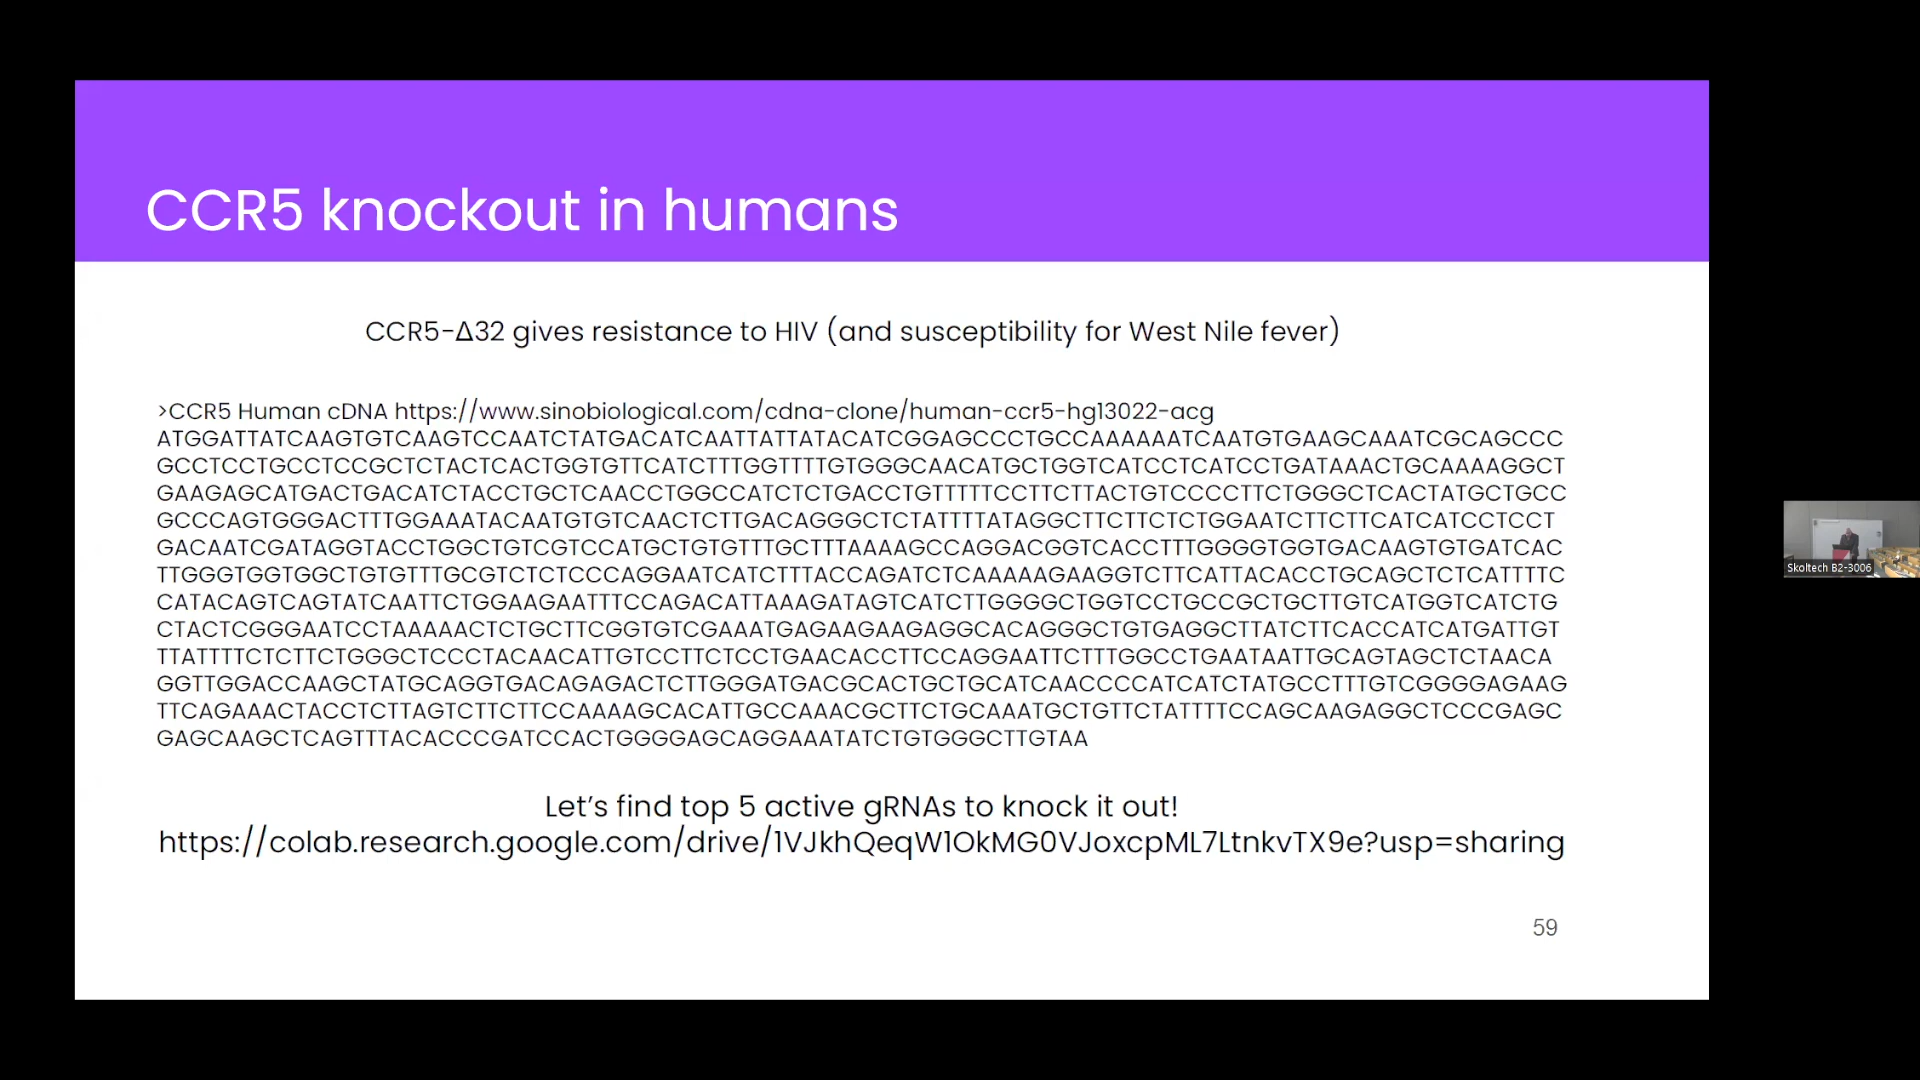 CCR5 knockout in humans
CCR5-Δ32 gives resistance to HIV (and susceptibility for West Nile fever)
>CCR5 Human cDNA https://www.sinobiological.com/cdna-clone/human-ccr5-hg13022-acg
ATGGATTATCAAGTGTCAAGTCCAATCTATGACATCAATTATTATACATCGGAGCCCTGCCAAAAAATCAATGTGAAGCAAATCGCAGCCC
GCCTCCTGCCTCCGCTCTACTCACTGGTGTTCATCTTTGGTTTTGTGGGCAACATGCTGGTCATCCTCATCCTGATAAACTGCAAAAGGCT
GAAGAGCATGACTGACATCTACCTGCTCAACCTGGCCATCTCTGACCTGTTTTTCCTTCTTACTGTCCCCTTCTGGGCTCACTATGCTGCC
GCCCAGTGGGACTTTGGAAATACAATGTGTCAACTCTTGACAGGGCTCTATTTTATAGGCTTCTTCTCTGGAATCTTCTTCATCATCCTCCT
GACAATCGATAGGTACCTGGCTGTCGTCCATGCTGTGTTTGCTTTAAAAGCCAGGACGGTCACCTTTGGGGTGGTGACAAGTGTGATCAC
TTGGGTGGTGGCTGTGTTTGCGTCTCTCCCAGGAATCATCTTTACCAGATCTCAAAAAGAAGGTCTTCATTACACCTGCAGCTCTCATTTTC
CATACAGTCAGTATCAATTCTGGAAGAATTTCCAGACATTAAAGATAGTCATCTTGGGGCTGGTCCTGCCGCTGCTTGTCATGGTCATCTG
CTACTCGGGAATCCTAAAAACTCTGCTTCGGTGTCGAAATGAGAAGAAGAGGCACAGGGCTGTGAGGCTTATCTTCACCATCATGATTGT
TTATTTTCTCTTCTGGGCTCCCTACAACATTGTCCTTCTCCTGAACACCTTCCAGGAATTCTTTGGCCTGAATAATTGCAGTAGCTCTAACA
GGTTGGACCAAGCTATGCAGGTGACAGAGACTCTTGGGATGACGCACTGCTGCATCAACCCCATCATCTATGCCTTTGTCGGGGAGAAG
TTCAGAAACTACCTCTTAGTCTTCTTCCAAAAGCACATTGCCAAACGCTTCTGCAAATGCTGTTCTATTTTCCAGCAAGAGGCTCCCGAGC
GAGCAAGCTCAGTTTACACCCGATCCACTGGGGAGCAGGAAATATCTGTGGGCTTGTAA
Let's find top 5 active gRNAs to knock it out!
https://colab.research.google.com/drive/1VJkhQeqW1OkMG0VJoxcpML7LtnkvTX9e?usp=sharing
59
Skoltech B2-3006